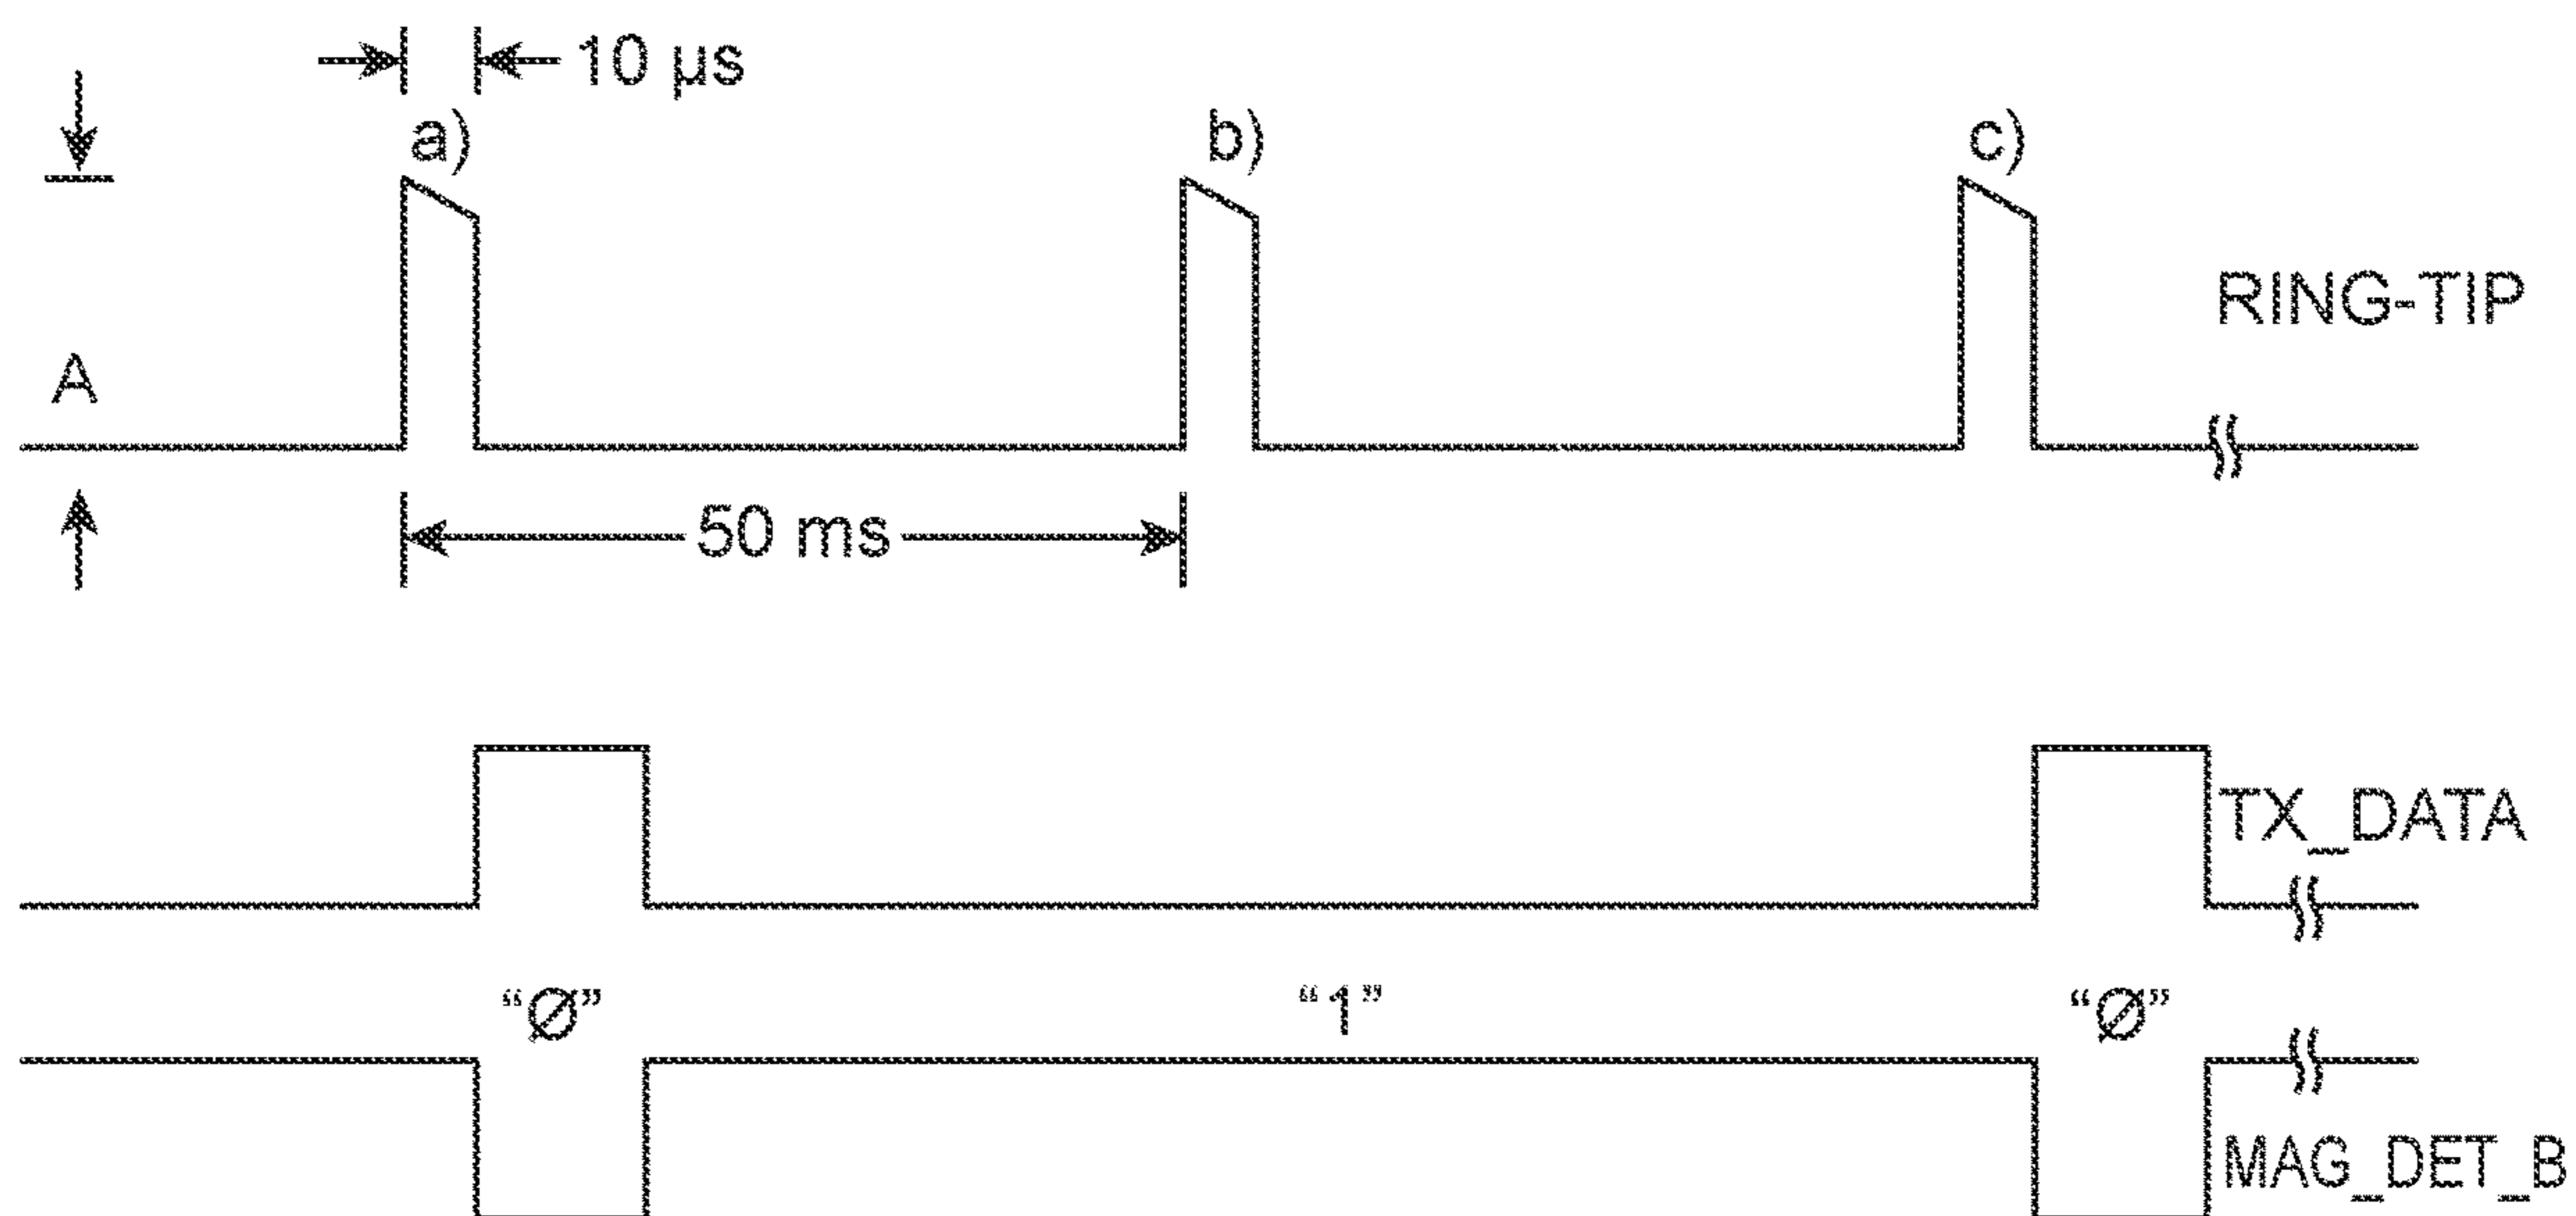 10 µs
a)
b)
c)
A
RING-TIP
50 ms
TX_DATA
“Ø”
“1”
“Ø”
MAG_DET_B